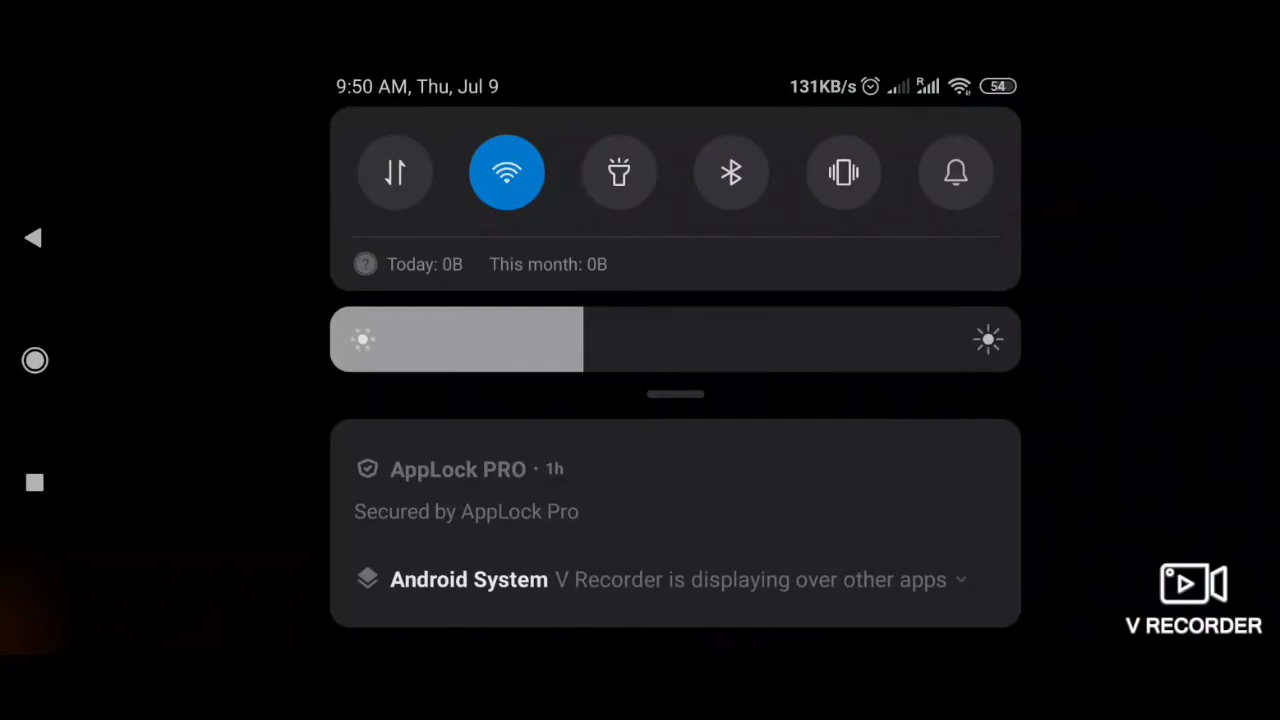 9:50 AM, Thu, Jul 9
131KB/s R 54
Today: 0B This month: 0B
AppLock PRO · 1h
Secured by AppLock Pro
Android System V Recorder is displaying over other apps
V RECORDER